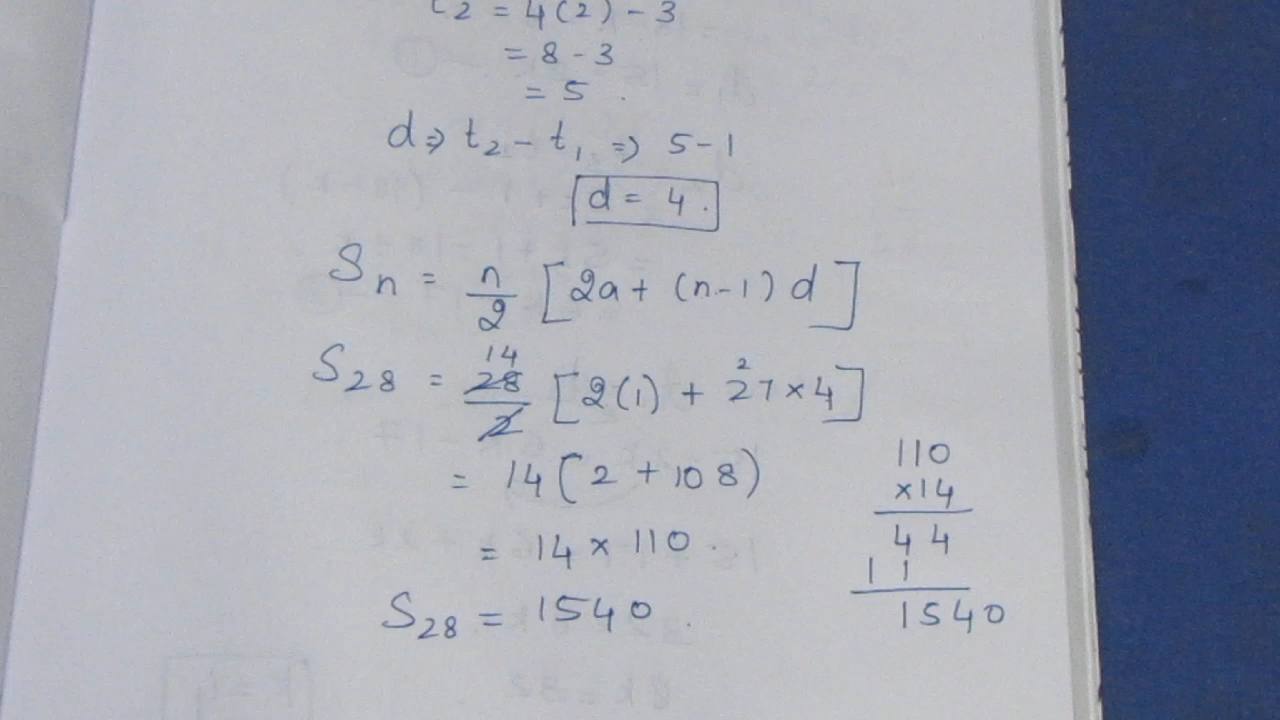 t2 = 4(2) - 3
= 8 - 3
= 5 .
d ⇒ t2 - t1 ⇒ 5 - 1
d = 4 .
Sn = n/2 [2a + (n-1) d]
14
S28 = 28/2 [2(1) + 27 × 4]
2
= 14 (2 + 108)
= 14 × 110 .
S28 = 1540 .
110
×14
44
11
1540